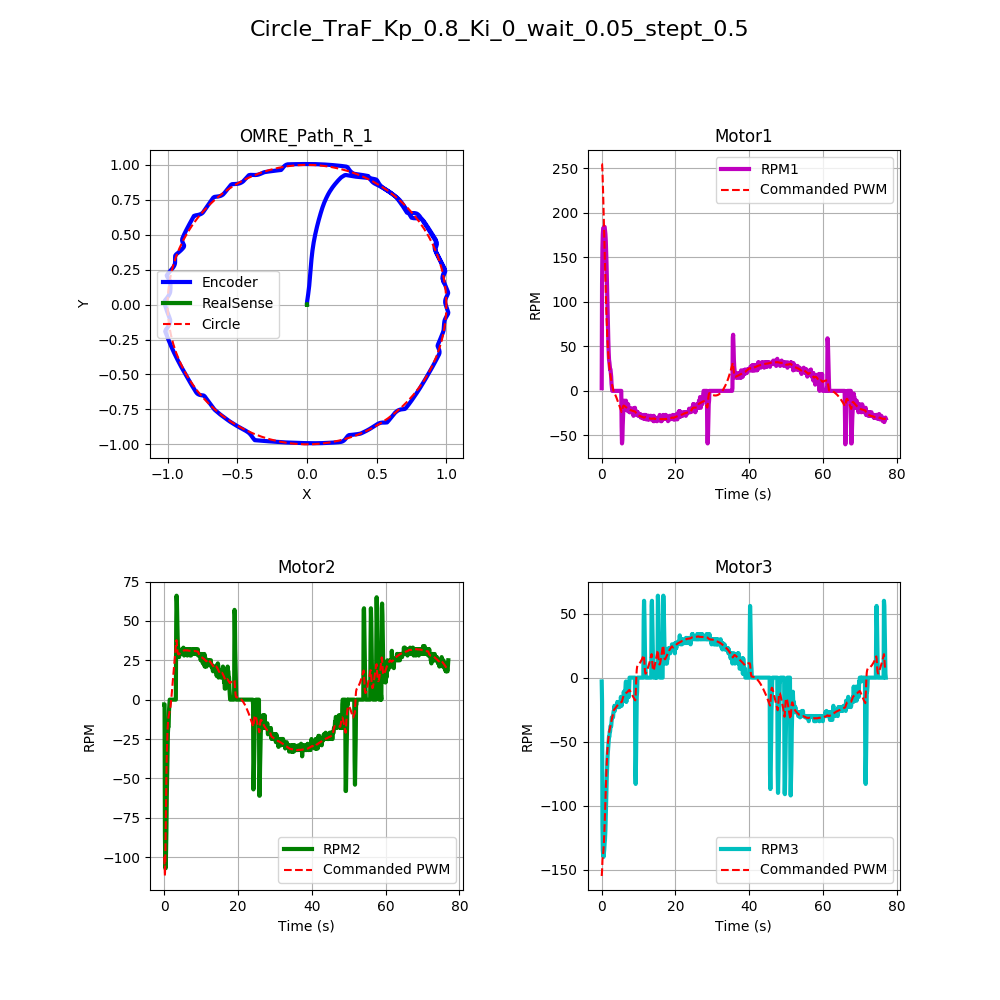 Circle_TraF_Kp_0.8_Ki_0_wait_0.05_stept_0.5
OMRE_Path_R_1
1.00
0.75
0.50
0.25
0.00
−0.25
−0.50
−0.75
−1.00
Y
Encoder
RealSense
Circle
−1.0 −0.5 0.0 0.5 1.0
X
Motor1
250
200
150
100
50
0
−50
RPM
RPM1
Commanded PWM
0 20 40 60 80
Time (s)
Motor2
75
50
25
0
−25
−50
−75
−100
RPM
RPM2
Commanded PWM
0 20 40 60 80
Time (s)
Motor3
50
0
−50
−100
−150
RPM
RPM3
Commanded PWM
0 20 40 60 80
Time (s)